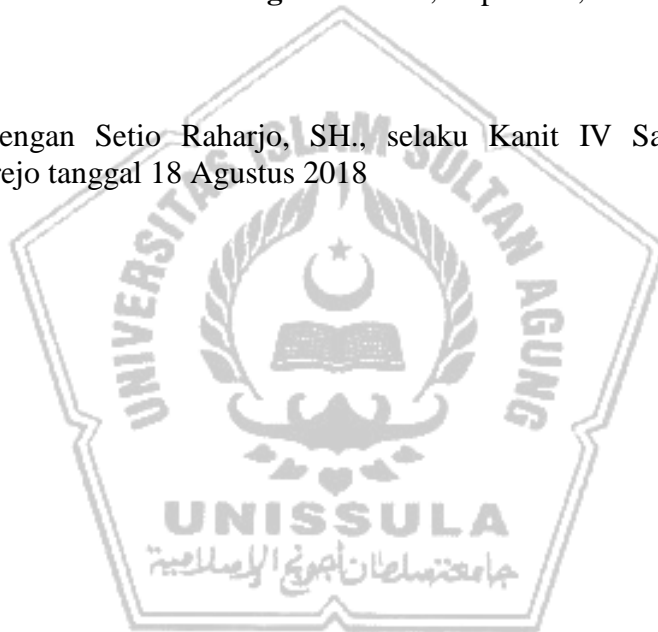 engan Setio Raharjo, SH., selaku Kanit IV Sa
rejo tanggal 18 Agustus 2018
UNIVERSITAS ISLAM SULTAN AGUNG
UNISSULA
جامعة سلطان أجونج الإسلامية